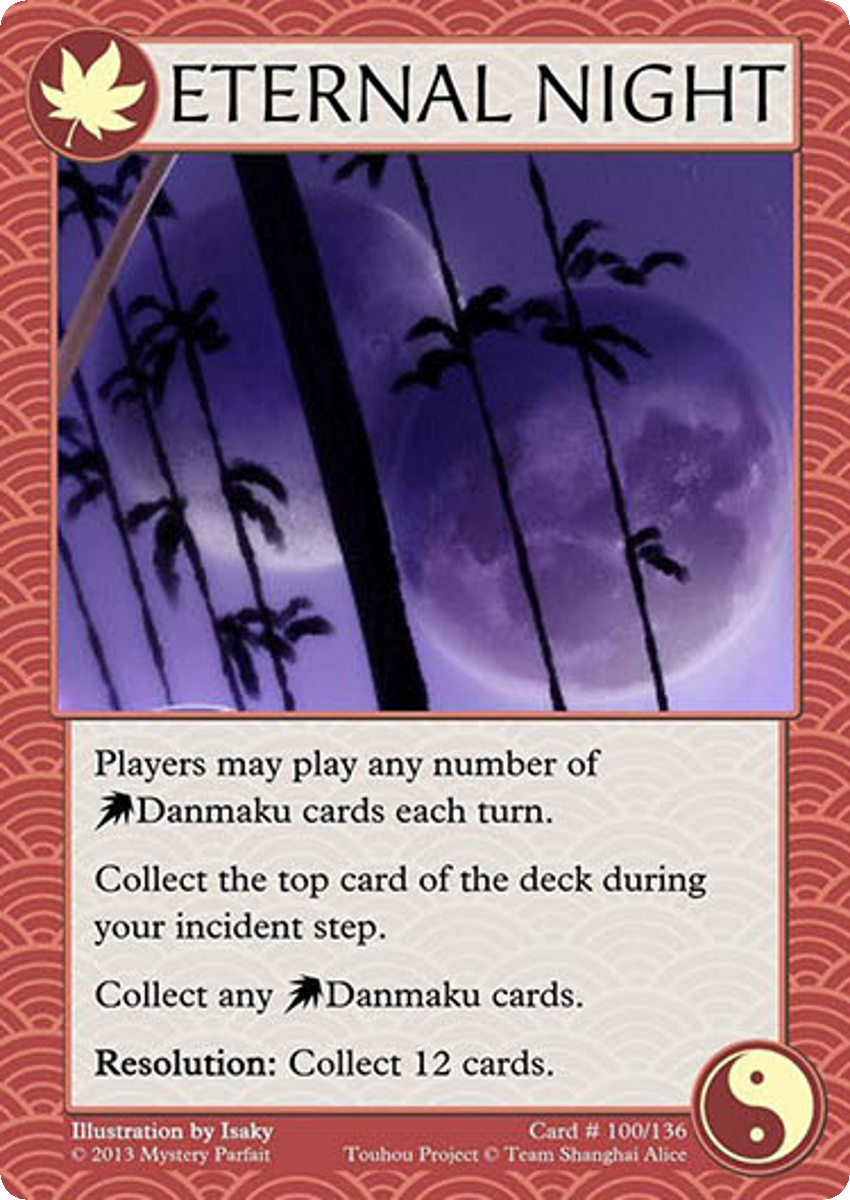 ETERNAL NIGHT
Players may play any number of
Danmaku cards each turn.
Collect the top card of the deck during
your incident step.
Collect any Danmaku cards.
Resolution: Collect 12 cards.
Illustration by Isaky
Card # 100/136
© 2013 Mystery Parfait
Touhou Project © Team Shanghai Alice